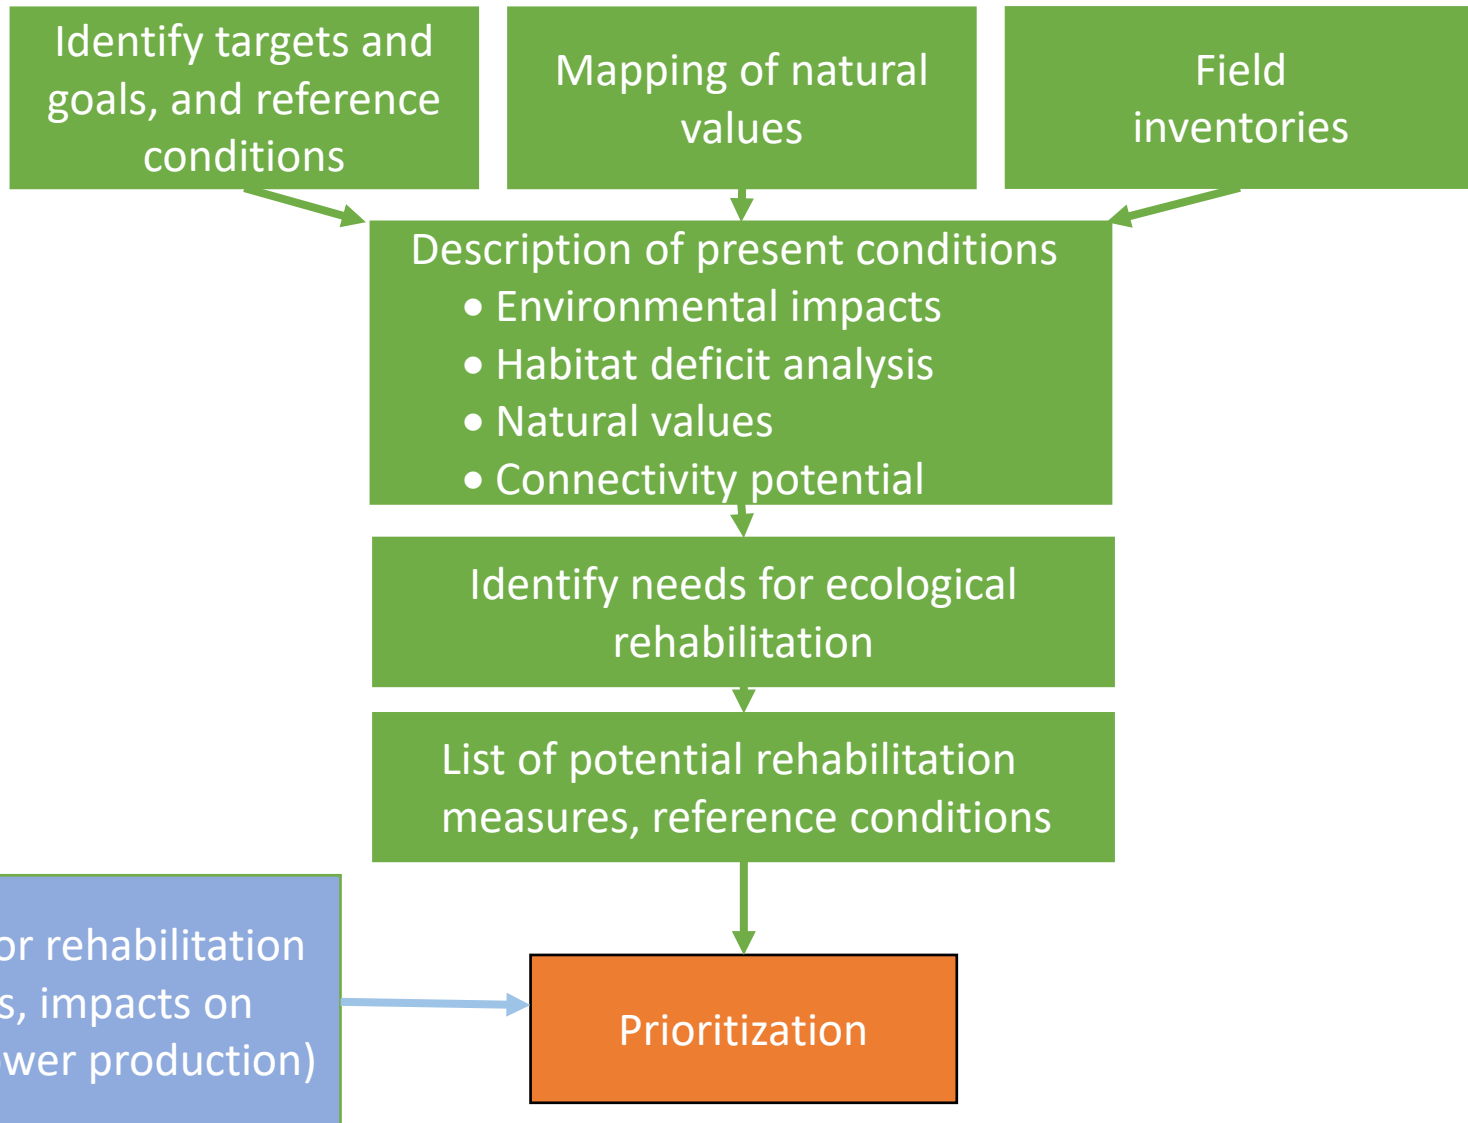 Identify targets and
goals, and reference
conditions
Mapping of natural
values
Field
inventories
Description of present conditions
• Environmental impacts
• Habitat deficit analysis
• Natural values
• Connectivity potential
Identify needs for ecological
rehabilitation
List of potential rehabilitation
measures, reference conditions
or rehabilitation
s, impacts on
wer production)
Prioritization